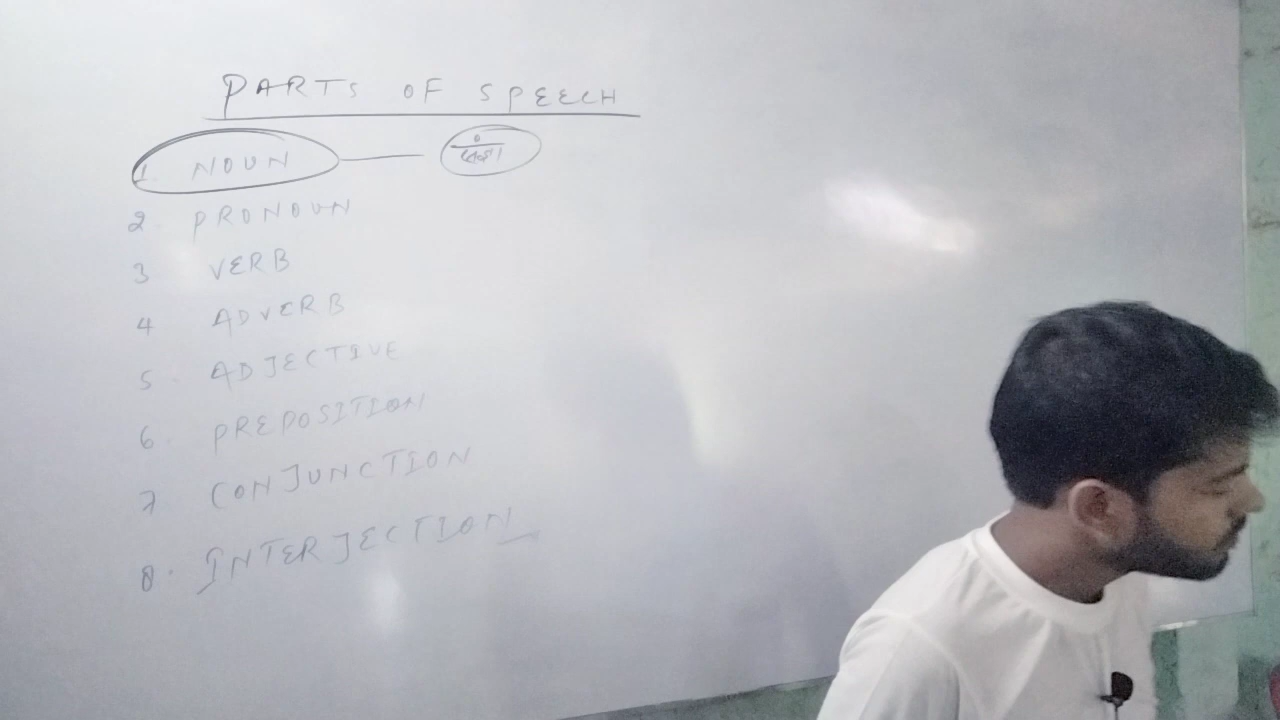 PARTS OF SPEECH
1. NOUN — संज्ञा
2 PRONOUN
3 VERB
4 ADVERB
5. ADJECTIVE
6. PREPOSITION
7. CONJUNCTION
8. INTERJECTION